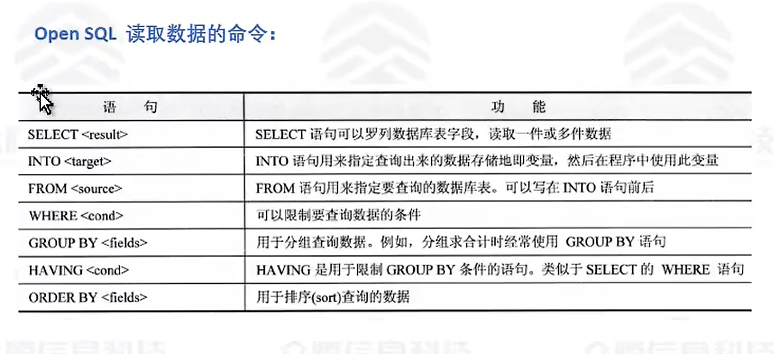 Open SQL 读取数据的命令：
语 句 功 能
SELECT <result> SELECT 语句可以罗列数据库表字段，读取一件或多件数据
INTO <target> INTO 语句用来指定查询出来的数据存储地即变量，然后在程序中使用此变量
FROM <source> FROM 语句用来指定要查询的数据库表。可以写在 INTO 语句前后
WHERE <cond> 可以限制要查询数据的条件
GROUP BY <fields> 用于分组查询数据。例如，分组求合计时经常使用 GROUP BY 语句
HAVING <cond> HAVING 是用于限制 GROUP BY 条件的语句。类似于 SELECT 的 WHERE 语句
ORDER BY <fields> 用于排序(sort)查询的数据